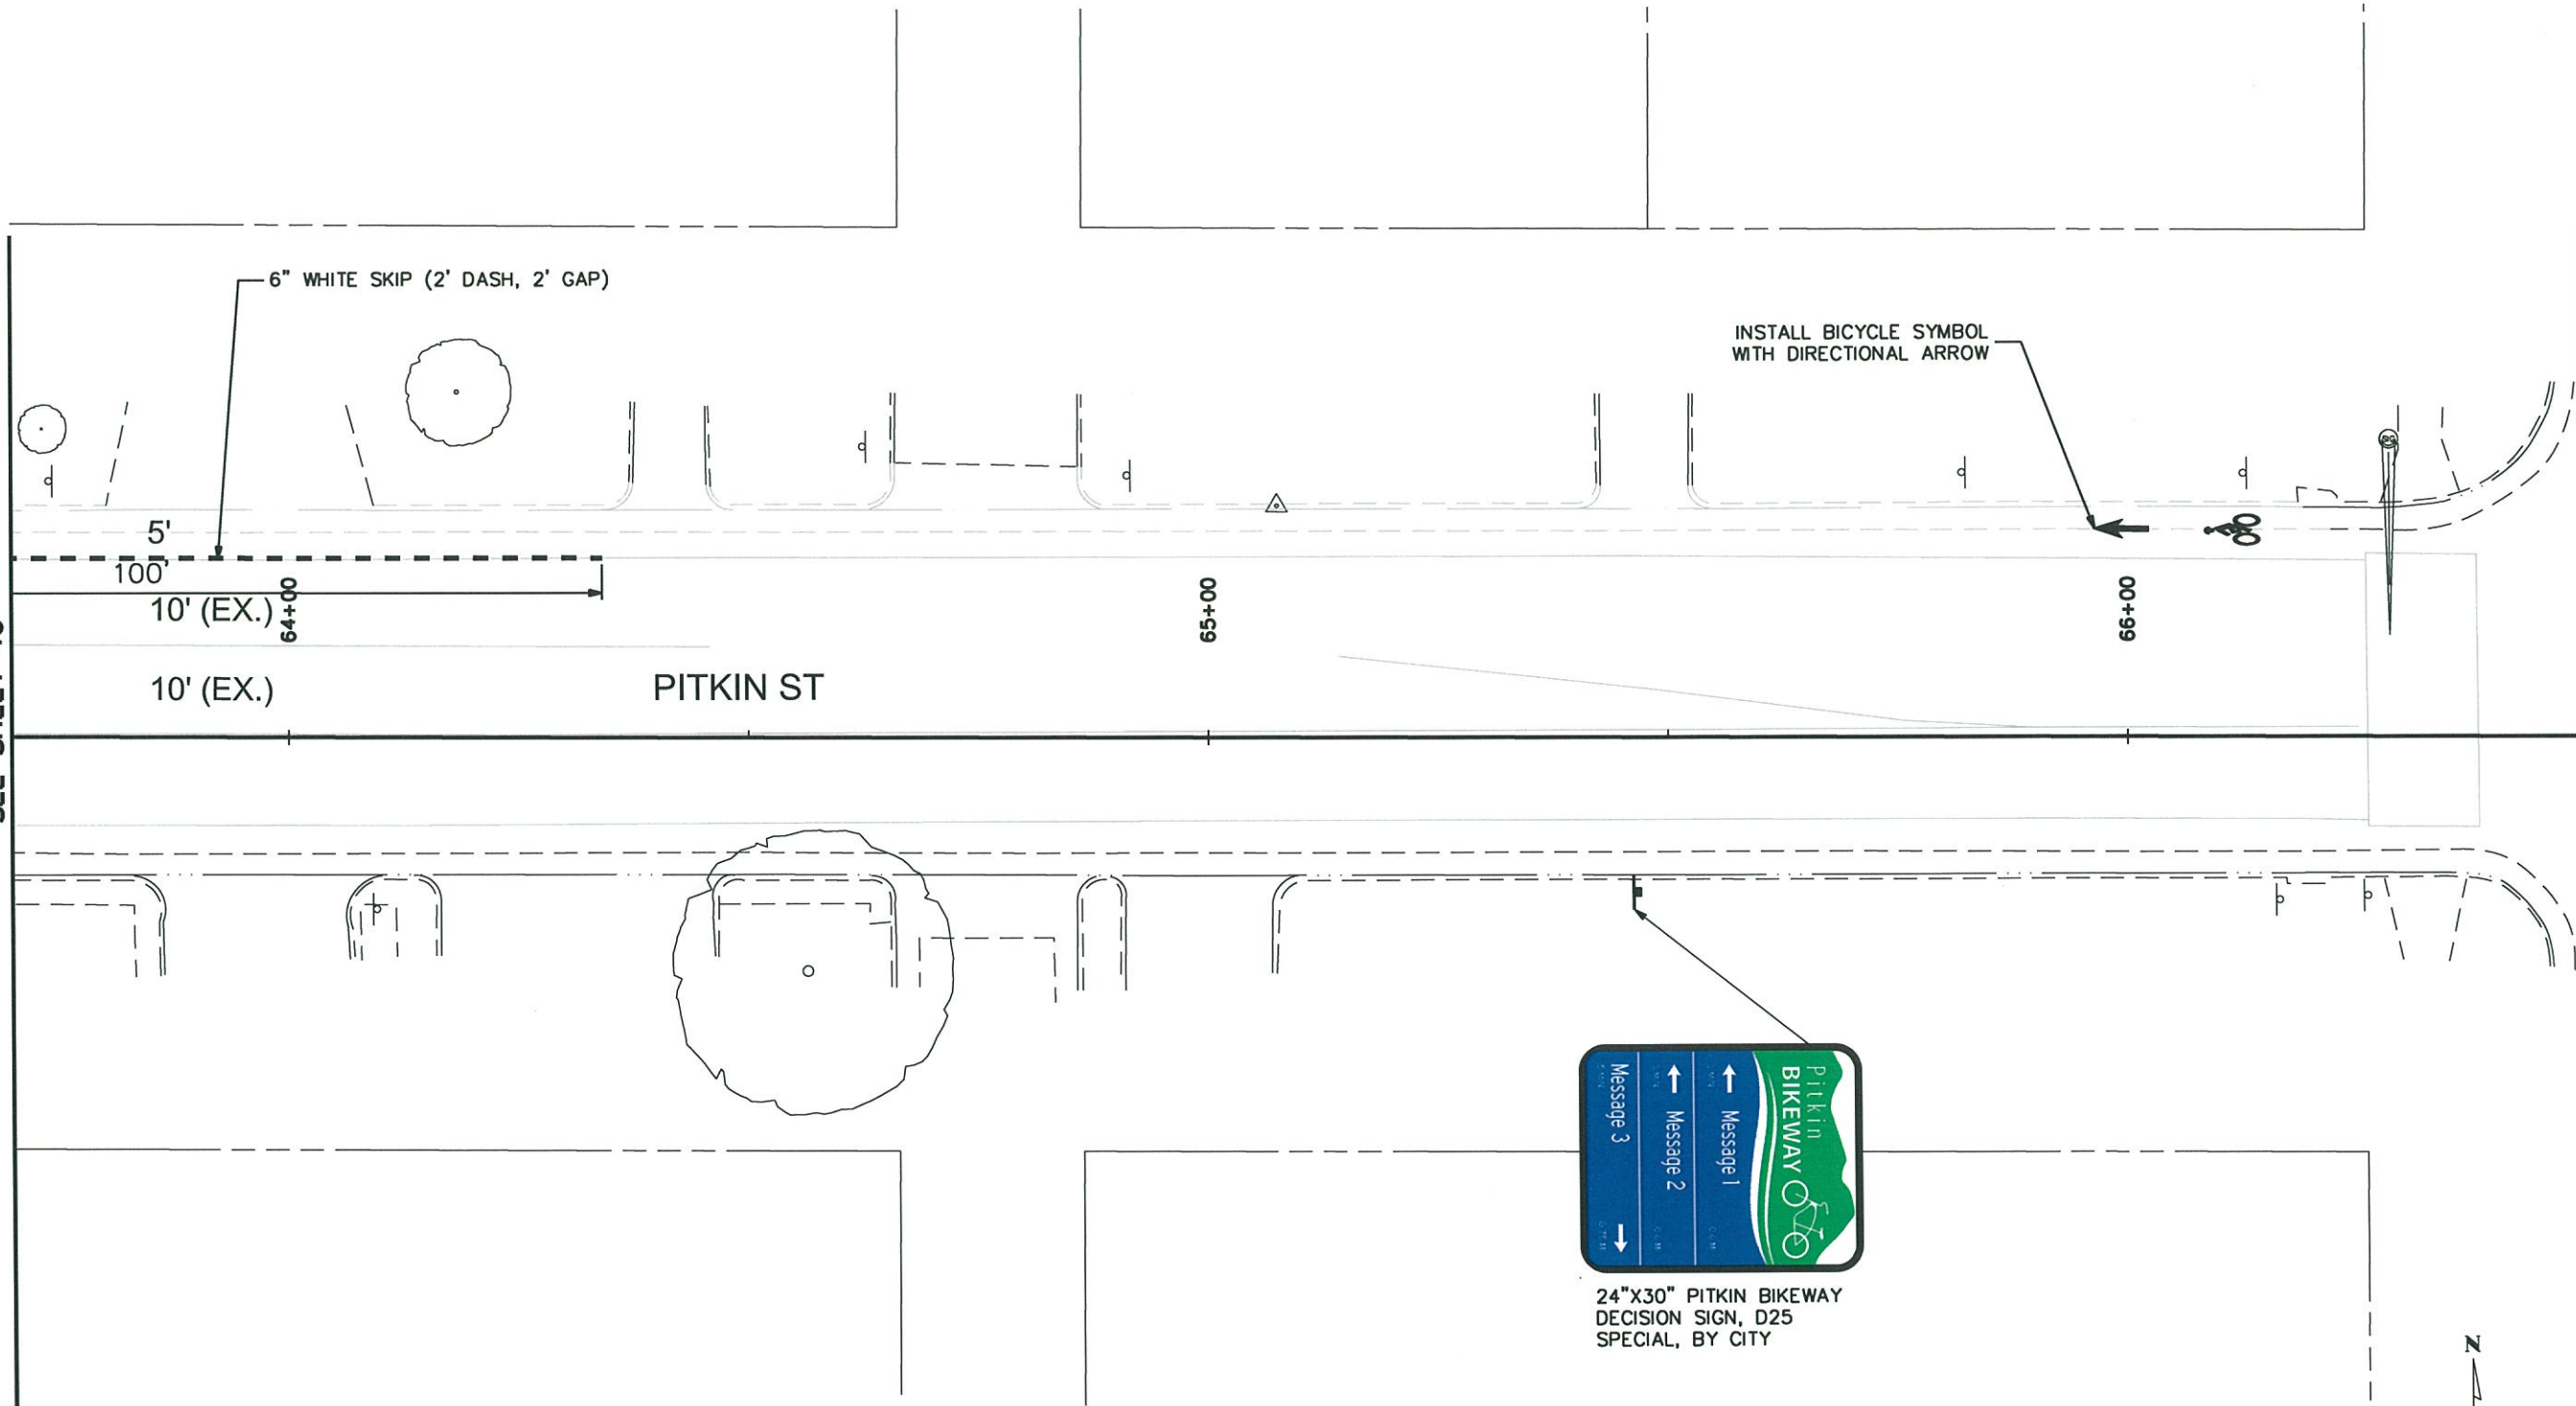 6" WHITE SKIP (2' DASH, 2' GAP)
INSTALL BICYCLE SYMBOL
WITH DIRECTIONAL ARROW
5'
100'
10' (EX.)
64+00
65+00
66+00
10' (EX.)
PITKIN ST
Pitkin
BIKEWAY
Message 1
Message 2
Message 3
24"X30" PITKIN BIKEWAY
DECISION SIGN, D25
SPECIAL, BY CITY
N